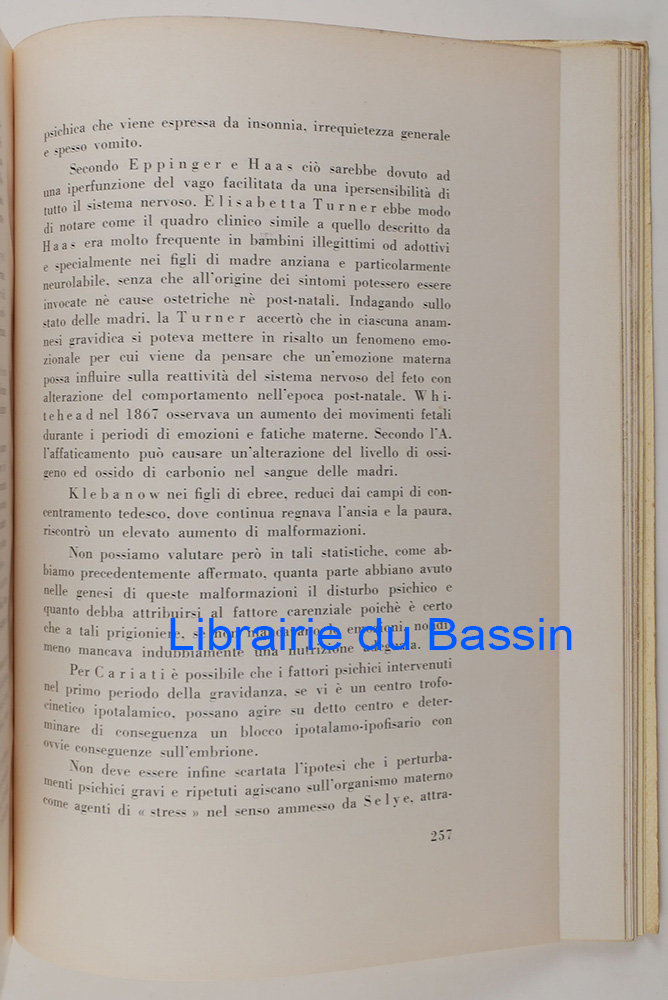 psichica che viene espressa da insonnia, irrequietezza generale
e spesso vomito.
Secondo Eppinger e Haas ciò sarebbe dovuto ad
una iperfunzione del vago facilitata da una ipersensibilità di
tutto il sistema nervoso. Elisabetta Turner ebbe modo
di notare come il quadro clinico simile a quello descritto da
Haas era molto frequente in bambini illegittimi od adottivi
e specialmente nei figli di madre anziana e particolarmente
neurolabile, senza che all'origine dei sintomi potessero essere
invocate nè cause ostetriche nè post-natali. Indagando sullo
stato delle madri, la Turner accertò che in ciascuna anam-
nesi gravidica si poteva mettere in risalto un fenomeno emo-
zionale per cui viene da pensare che un'emozione materna
possa influire sulla reattività del sistema nervoso del feto con
alterazione del comportamento nell'epoca post-natale. Whi-
tehead nel 1867 osservava un aumento dei movimenti fetali
durante i periodi di emozioni e fatiche materne. Secondo l'A.
l'affaticamento può causare un'alterazione del livello di ossi-
geno ed ossido di carbonio nel sangue delle madri.
Klebanow nei figli di ebree, reduci dai campi di con-
centramento tedesco, dove continua regnava l'ansia e la paura,
riscontrò un elevato aumento di malformazioni.
Non possiamo valutare però in tali statistiche, come ab-
biamo precedentemente affermato, quanta parte abbiano avuto
nelle genesi di queste malformazioni il disturbo psichico e
quanto debba attribuirsi al fattore carenziale poichè è certo
che a tali prigioniere, se non mancavano le emozioni, nondi-
meno mancava indubbiamente una nutrizione adeguata.
Librairie du Bassin
Per Cariati è possibile che i fattori psichici intervenuti
nel primo periodo della gravidanza, se vi è un centro trofo-
cinetico ipotalamico, possano agire su detto centro e deter-
minare di conseguenza un blocco ipotalamo-ipofisario con
ovvie conseguenze sull'embrione.
Non deve essere infine scartata l'ipotesi che i perturba-
menti psichici gravi e ripetuti agiscano sull'organismo materno
come agenti di « stress » nel senso ammesso da Selye, attra-
257